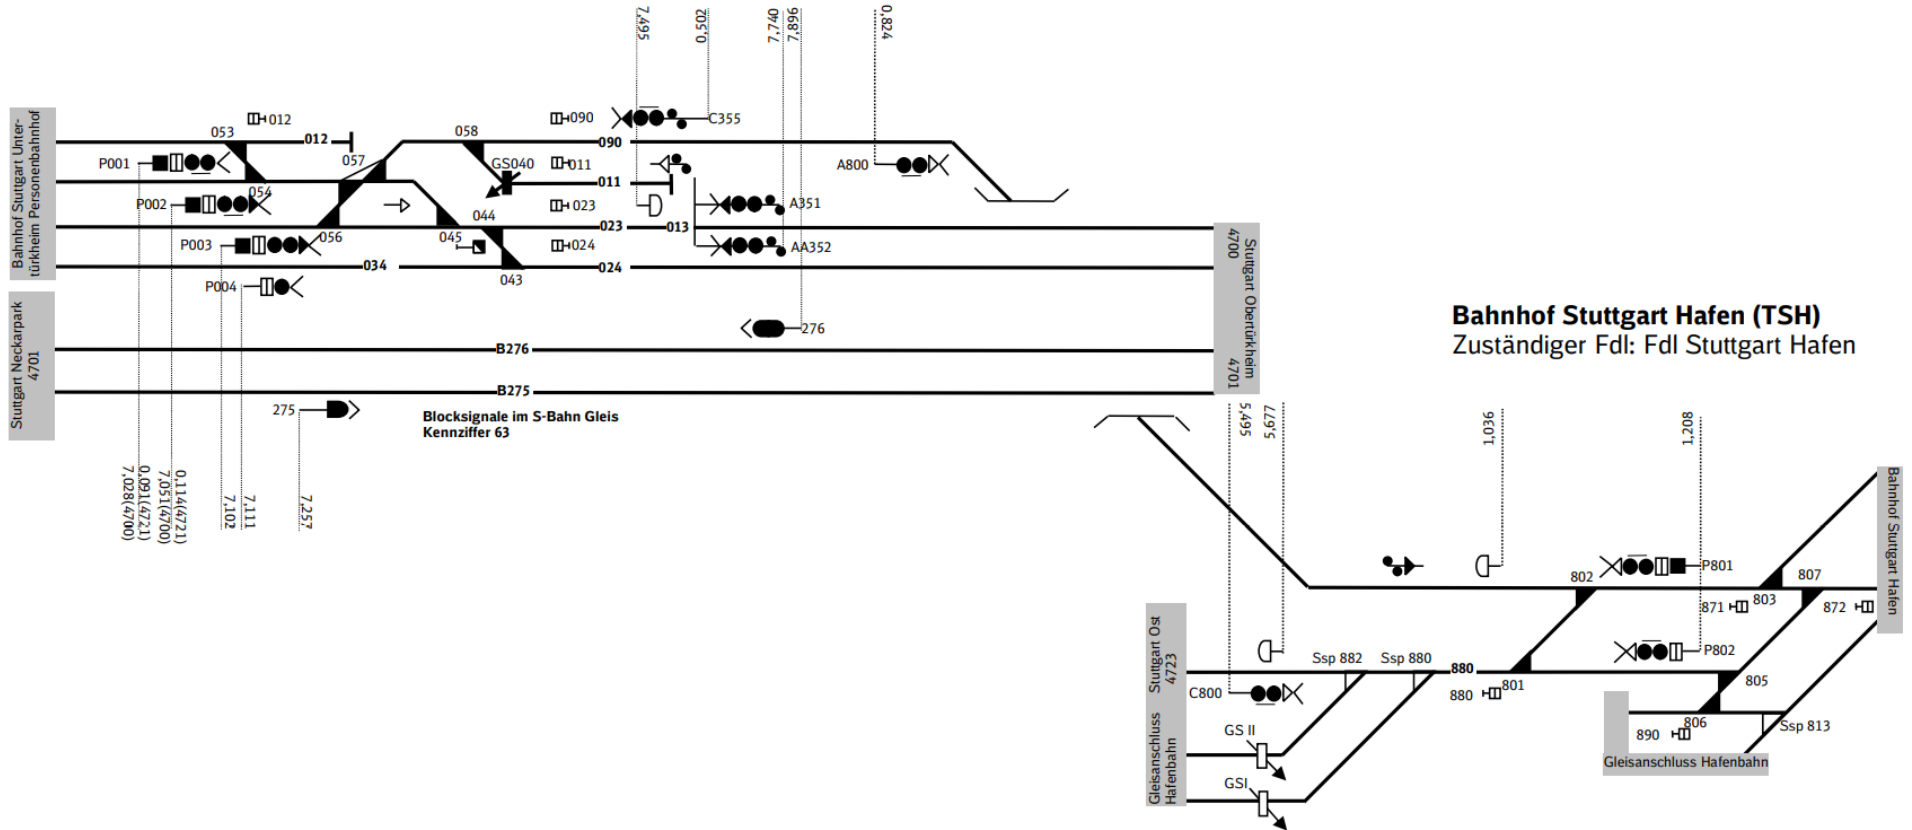 7,495
0,502
7,740
7,896
0,824
Bahnhof Stuttgart Unter-
türkheim Personenbahnhof
012
090
C355
053
012
057
058
090
P001
GS040
011
A800
011
054
P002
044
023
A351
023
013
P003
056
045
024
AA352
034
024
043
P004
276
4700
Stuttgart Obertürkheim
4701
Stuttgart Neckarpark
4701
B276
B275
275
Blocksignale im S-Bahn Gleis
Kennziffer 63
Bahnhof Stuttgart Hafen (TSH)
Zuständiger Fdl: Fdl Stuttgart Hafen
7,028(4700)
0,091(4721)
7,051(4700)
0,114(4721)
7,102
7,111
7,257
5,495
5,677
1,036
1,208
Bahnhof Stuttgart Hafen
802
P801
807
871
803
872
Stuttgart Ost
4723
Ssp 882
Ssp 880
880
P802
C800
880
801
805
Gleisanschluss
Hafenbahn
GS II
806
890
Ssp 813
Gleisanschluss Hafenbahn
GSI